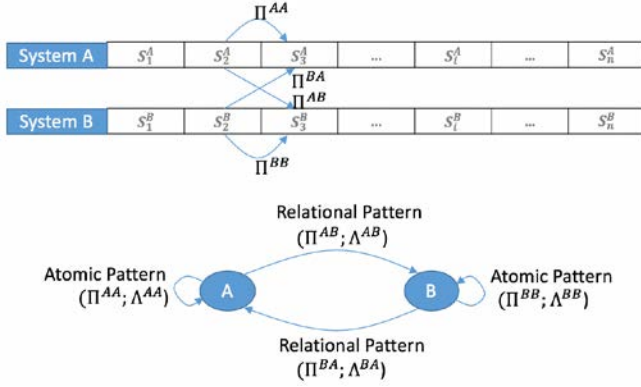 Π^{AA}
System A S_1^A S_2^A S_3^A ... S_i^A .... S_n^A
Π^{BA}
Π^{AB}
System B S_1^B S_2^B S_3^B ... S_i^B .... S_n^B
Π^{BB}
Relational Pattern
(Π^{AB}; Λ^{AB})
Atomic Pattern
(Π^{AA}; Λ^{AA})
A
B
Atomic Pattern
(Π^{BB}; Λ^{BB})
Relational Pattern
(Π^{BA}; Λ^{BA})